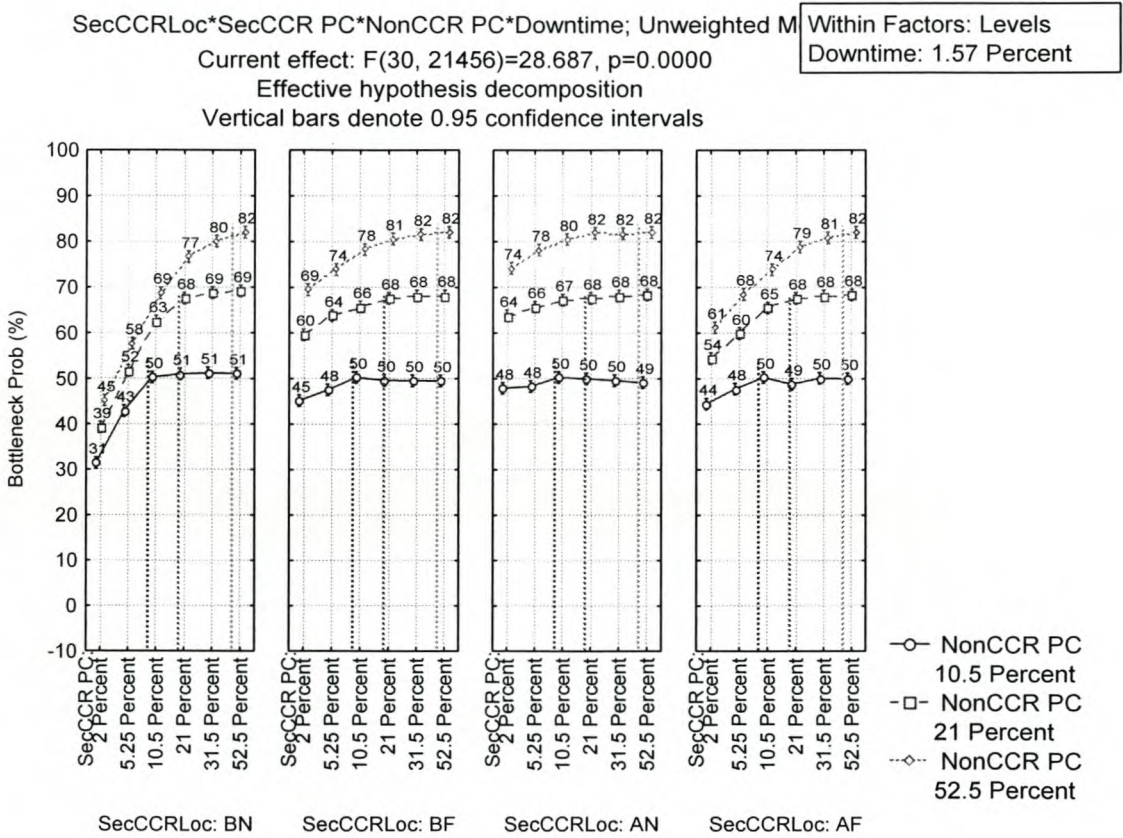 SecCCRLoc*SecCCR PC*NonCCR PC*Downtime; Unweighted M
Within Factors: Levels
Downtime: 1.57 Percent
Current effect: F(30, 21456)=28.687, p=0.0000
Effective hypothesis decomposition
Vertical bars denote 0.95 confidence intervals
Bottleneck Prob (%)
100
90
80
70
60
50
40
30
20
10
0
-10
45 58 69 77 80 82
39 52 63 68 69 69
31 43 50 51 51 51
69 74 78 81 82 82
60 64 66 68 68 68
45 48 50 50 50 50
74 78 80 82 82 82
64 66 67 68 68 68
48 48 50 50 50 49
61 68 74 79 81 82
54 60 65 68 68 68
44 48 50 49 50 50
SecCCR PC:
2 Percent
5.25 Percent
10.5 Percent
21 Percent
31.5 Percent
52.5 Percent
SecCCR PC:
2 Percent
5.25 Percent
10.5 Percent
21 Percent
31.5 Percent
52.5 Percent
SecCCR PC:
2 Percent
5.25 Percent
10.5 Percent
21 Percent
31.5 Percent
52.5 Percent
SecCCR PC:
2 Percent
5.25 Percent
10.5 Percent
21 Percent
31.5 Percent
52.5 Percent
SecCCRLoc: BN
SecCCRLoc: BF
SecCCRLoc: AN
SecCCRLoc: AF
NonCCR PC
10.5 Percent
NonCCR PC
21 Percent
NonCCR PC
52.5 Percent